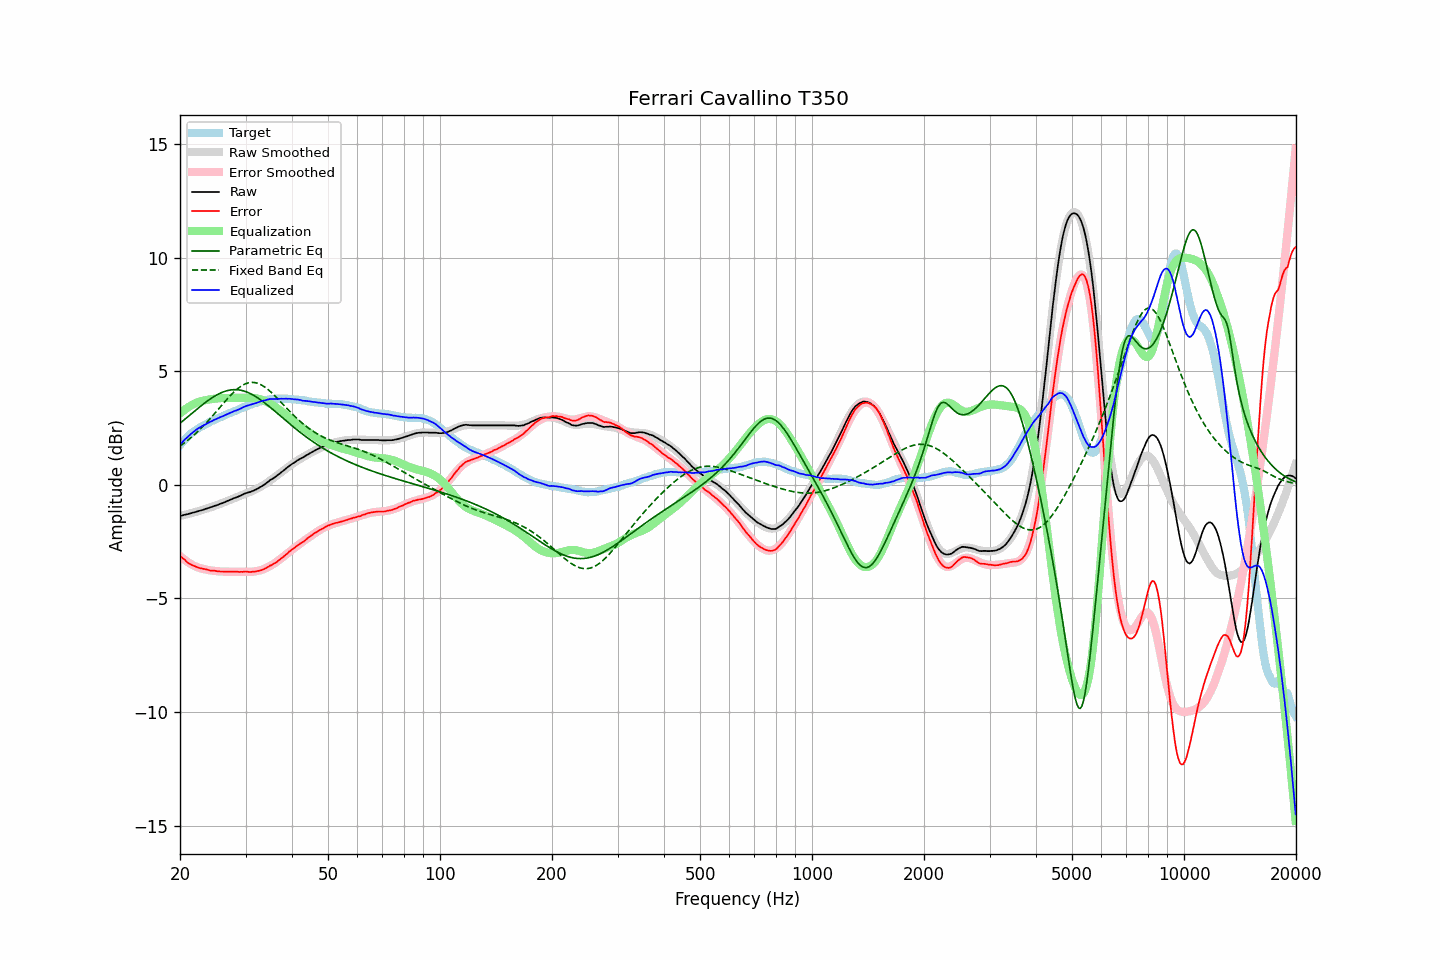 Ferrari Cavallino T350
Target
Raw Smoothed
Error Smoothed
Raw
Error
Equalization
Parametric Eq
Fixed Band Eq
Equalized
15
10
5
0
−5
−10
−15
Amplitude (dBr)
20
50
100
200
500
1000
2000
5000
10000
20000
Frequency (Hz)